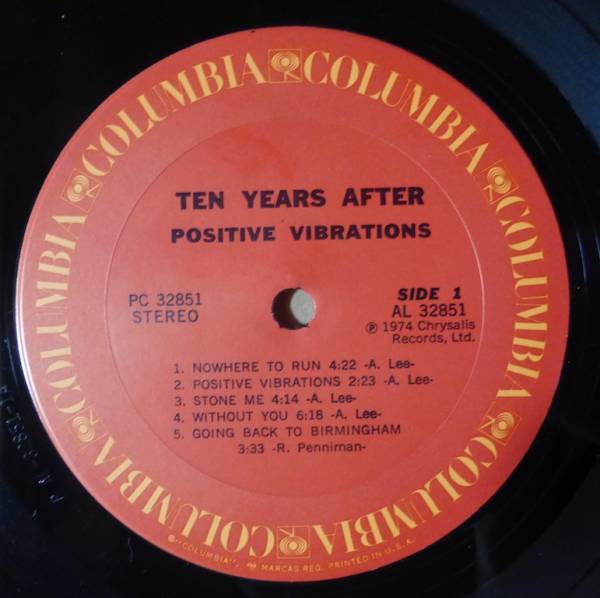 COLUMBIA COLUMBIA COLUMBIA COLUMBIA COLUMBIA COLUMBIA
TEN YEARS AFTER
POSITIVE VIBRATIONS
PC 32851
STEREO
SIDE 1
AL 32851
Ⓟ 1974 Chrysalis
Records, Ltd.
1. NOWHERE TO RUN 4:22 -A. Lee-
2. POSITIVE VIBRATIONS 2:23 -A. Lee-
3. STONE ME 4:14 -A. Lee-
4. WITHOUT YOU 6:18 -A. Lee-
5. GOING BACK TO BIRMINGHAM
3:33 -R. Penniman-
®"COLUMBIA", MARCAS REG. PRINTED IN U.S.A.